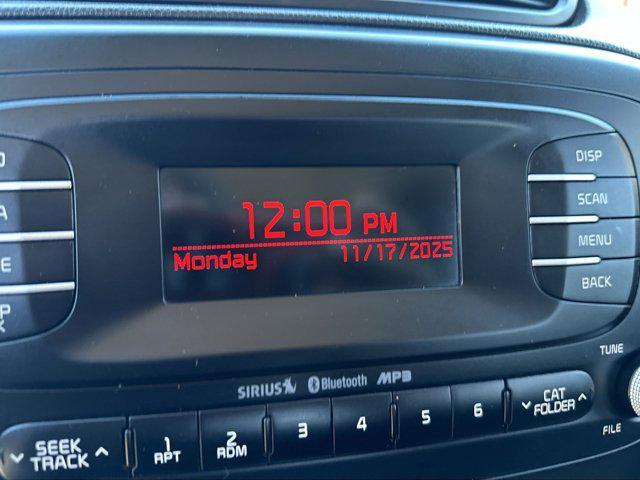 12:00 PM
Monday 11/17/2025
DISP
SCAN
MENU
BACK
TUNE
SIRIUS Bluetooth MP3
SEEK
TRACK
1
RPT
2
RDM
3
4
5
6
CAT
FOLDER
FILE